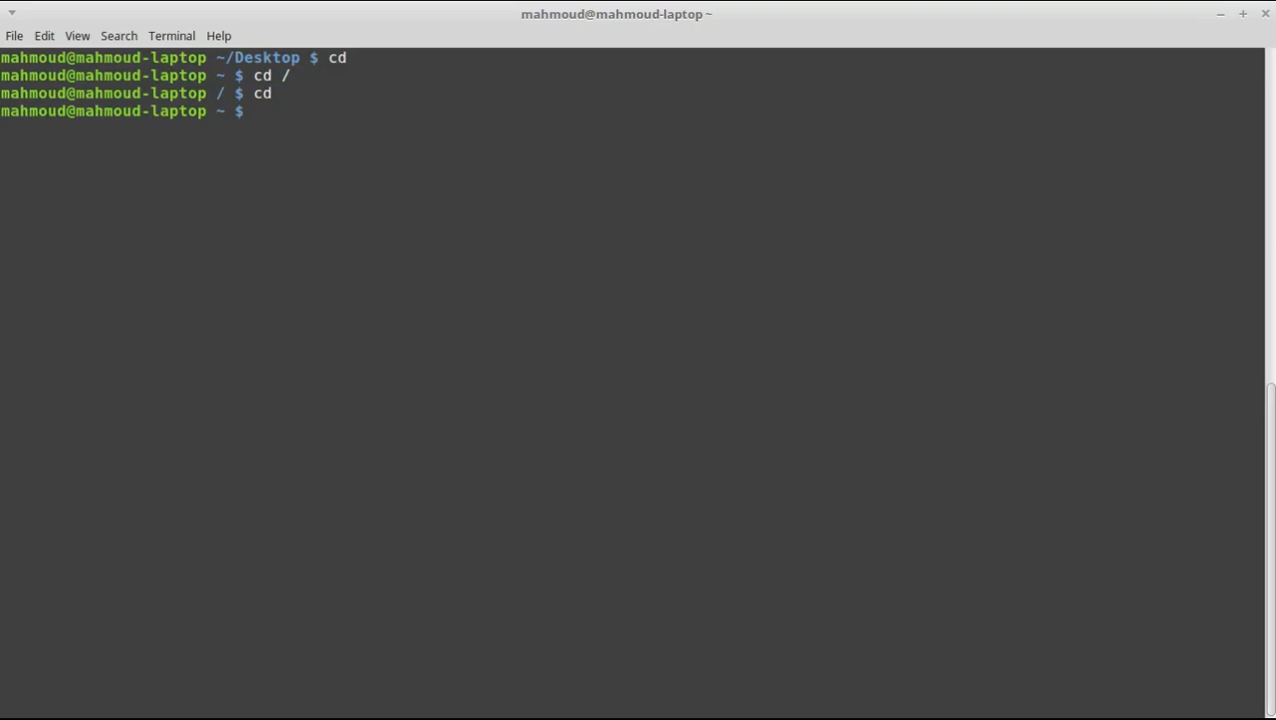 mahmoud@mahmoud-laptop ~
File Edit View Search Terminal Help
mahmoud@mahmoud-laptop ~/Desktop $ cd
mahmoud@mahmoud-laptop ~ $ cd /
mahmoud@mahmoud-laptop / $ cd
mahmoud@mahmoud-laptop ~ $